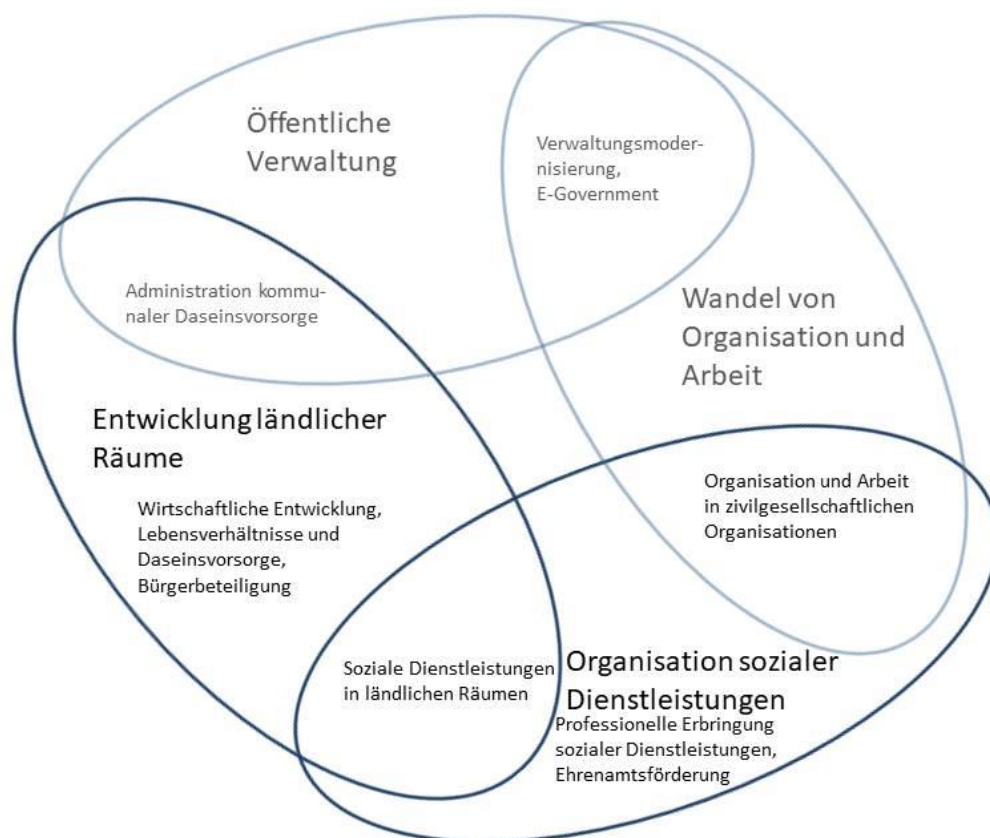 Öffentliche
Verwaltung
Verwaltungsmoder-
nisierung,
E-Government
Administration kommu-
naler Daseinsvorsorge
Wandel von
Organisation und
Arbeit
Entwicklung ländlicher
Räume
Wirtschaftliche Entwicklung,
Lebensverhältnisse und
Daseinsvorsorge,
Bürgerbeteiligung
Organisation und Arbeit
in zivilgesellschaftlichen
Organisationen
Soziale Dienstleistungen
in ländlichen Räumen
Organisation sozialer
Dienstleistungen
Professionelle Erbringung
sozialer Dienstleistungen,
Ehrenamtsförderung